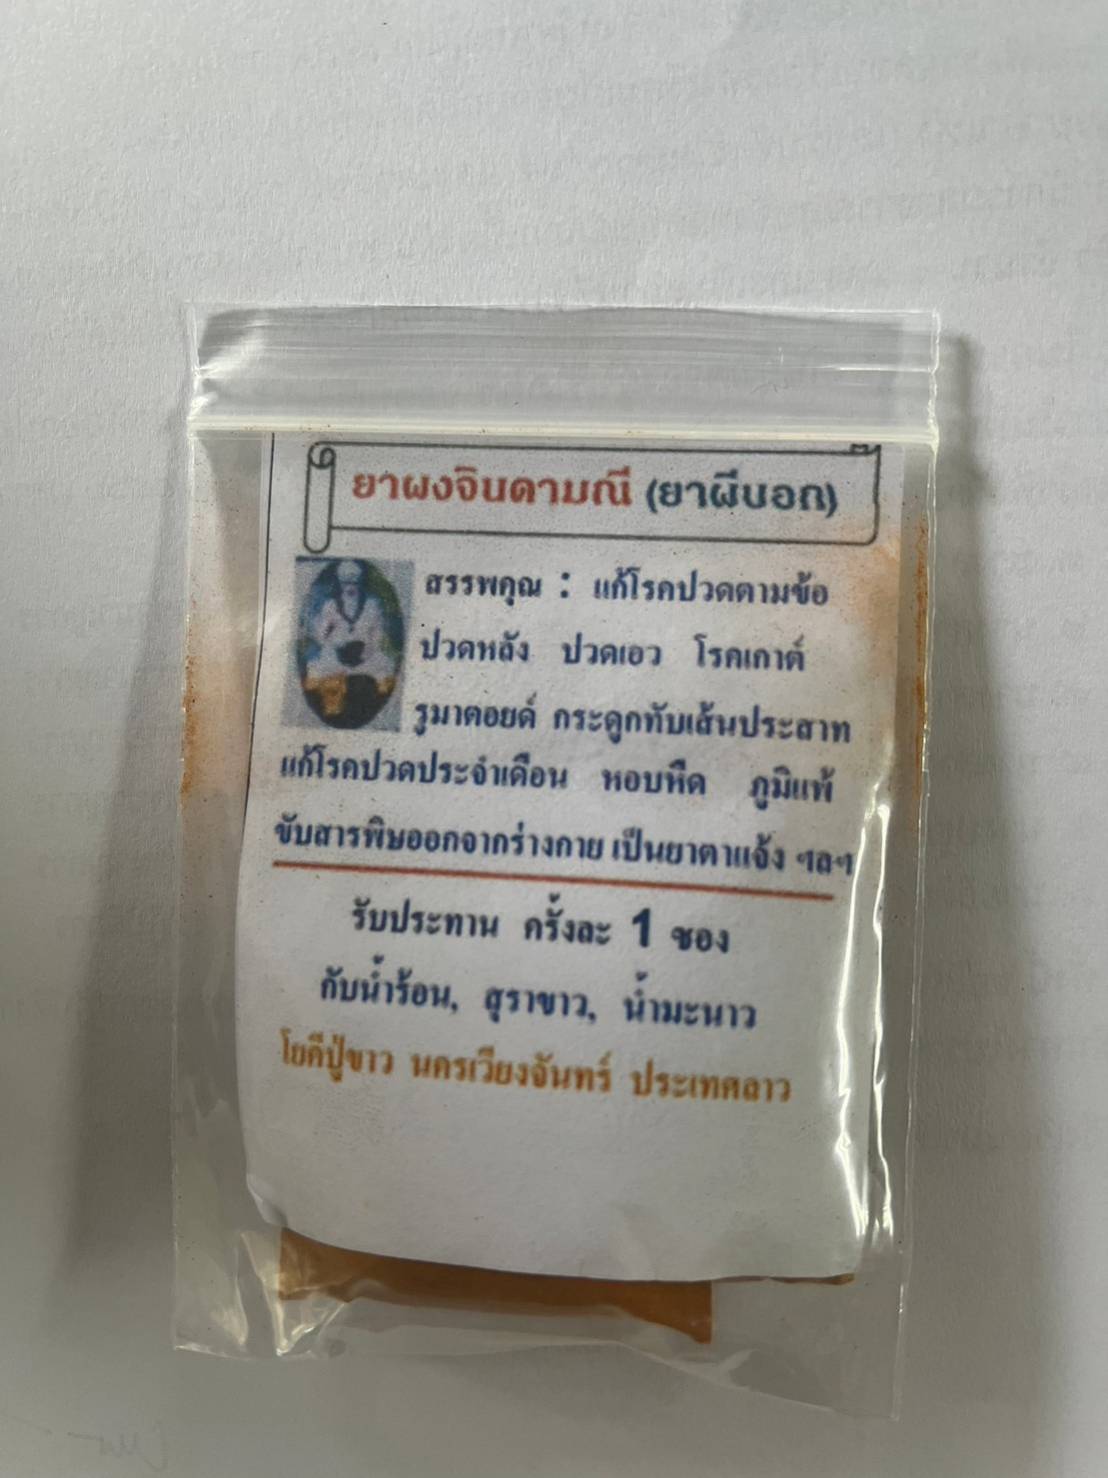 ยาผงจินดามณี (ยาผีบอก)
สรรพคุณ : แก้โรคปวดตามข้อ
ปวดหลัง ปวดเอว โรคเกาต์
รูมาตอยด์ กระดูกทับเส้นประสาท
แก้โรคปวดประจำเดือน หอบหืด ภูมิแพ้
ขับสารพิษออกจากร่างกาย เป็นยาตาแจ้ง ฯลฯ
รับประทาน ครั้งละ 1 ซอง
กับน้ำร้อน, สุราขาว, น้ำมะนาว
โยคีปู่ขาว นครเวียงจันทร์ ประเทศลาว